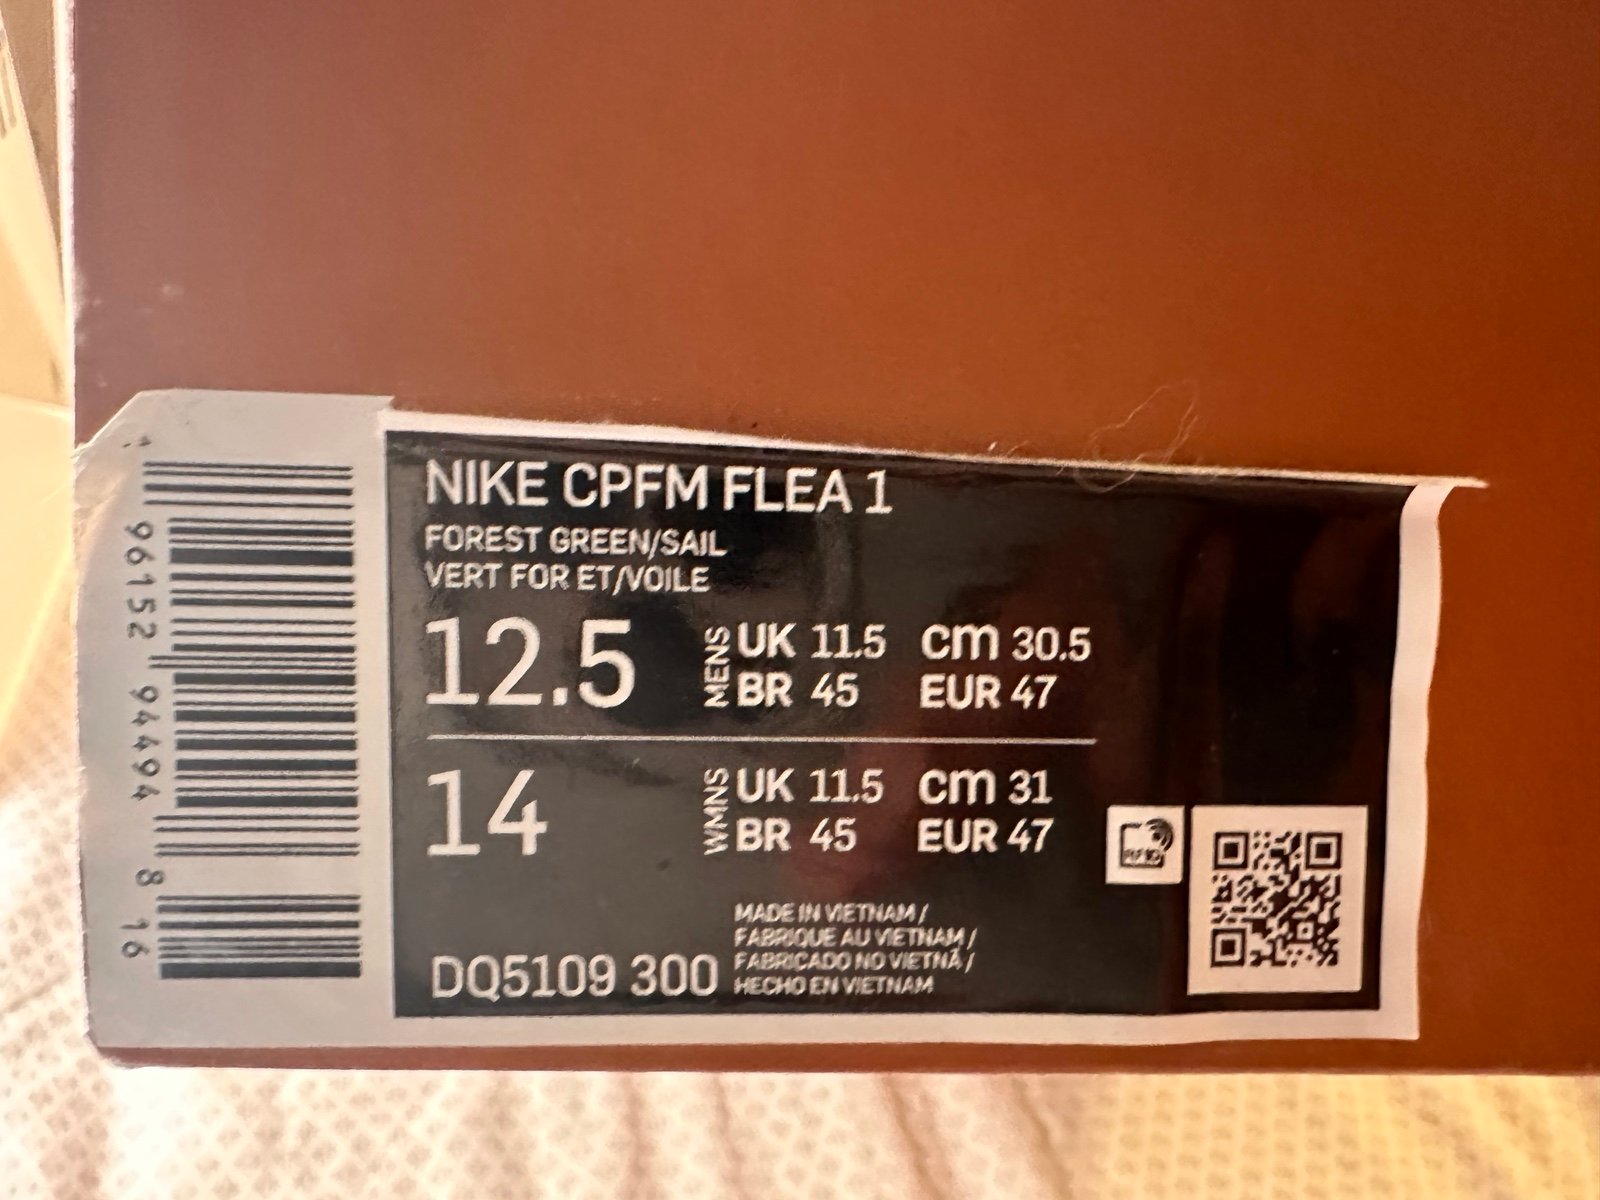 NIKE CPFM FLEA 1
FOREST GREEN/SAIL
VERT FOR ET/VOILE
12.5 MENS UK 11.5 cm 30.5
BR 45 EUR 47
14 WMNS UK 11.5 cm 31
BR 45 EUR 47
RFID
MADE IN VIETNAM /
FABRIQUE AU VIETNAM /
FABRICADO NO VIETNÃ /
HECHO EN VIETNAM
DQ5109 300
1 96152 94494 8 16